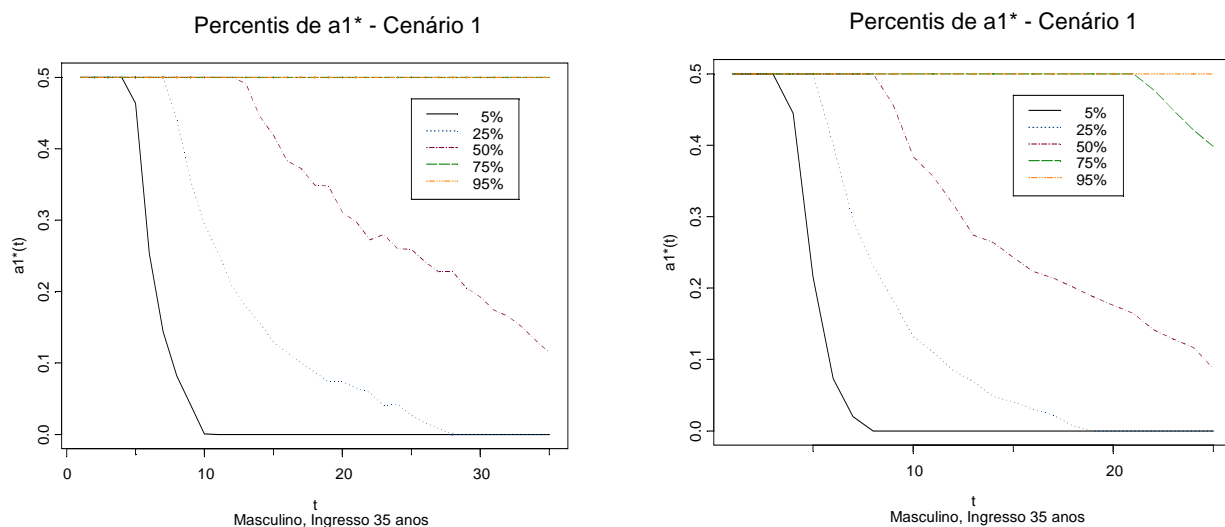 Percentis de a1* - Cenário 1
0.5
0.4
0.3
0.2
0.1
0.0
a1*(t)
5%
25%
50%
75%
95%
0 10 20 30
t
Masculino, Ingresso 35 anos
Percentis de a1* - Cenário 1
0.5
0.4
0.3
0.2
0.1
0.0
a1*(t)
5%
25%
50%
75%
95%
10 20
t
Masculino, Ingresso 35 anos